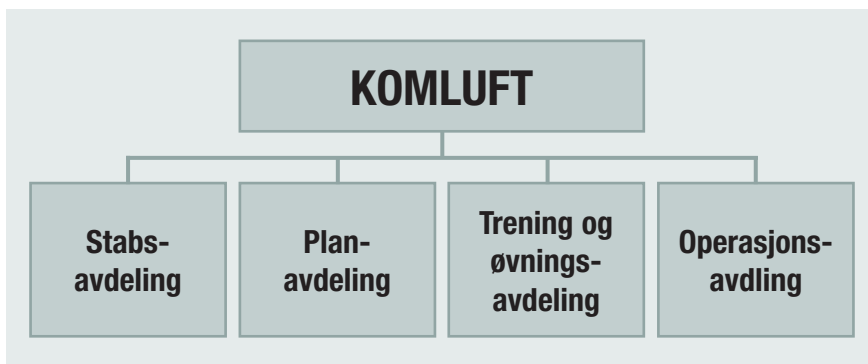 KOMLUFT
Stabs-
avdeling
Plan-
avdeling
Trening og
øvnings-
avdeling
Operasjons-
avdling